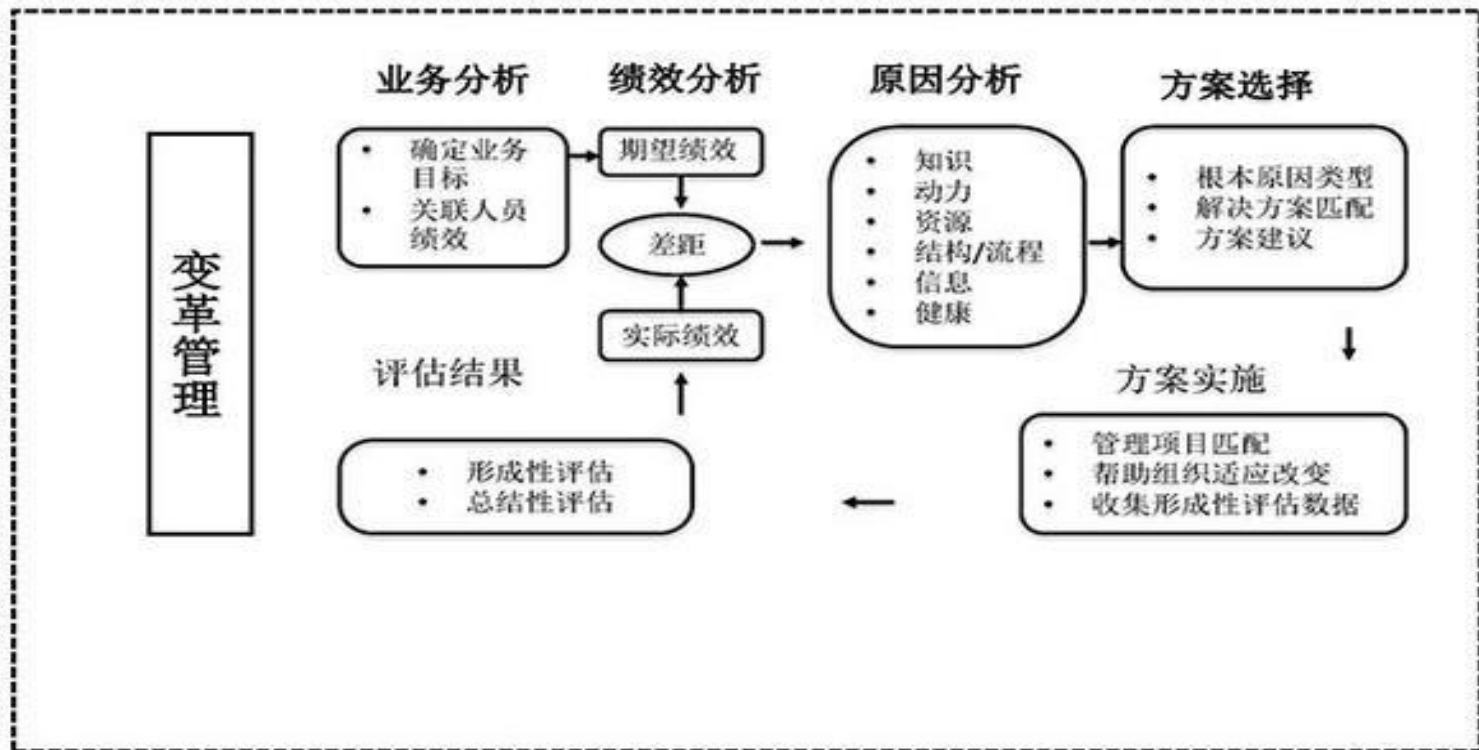 业务分析
绩效分析
原因分析
方案选择
变革管理
• 确定业务
目标
• 关联人员
绩效
期望绩效
差距
实际绩效
• 知识
• 动力
• 资源
• 结构/流程
• 信息
• 健康
• 根本原因类型
• 解决方案匹配
• 方案建议
方案实施
• 管理项目匹配
• 帮助组织适应改变
• 收集形成性评估数据
评估结果
• 形成性评估
• 总结性评估